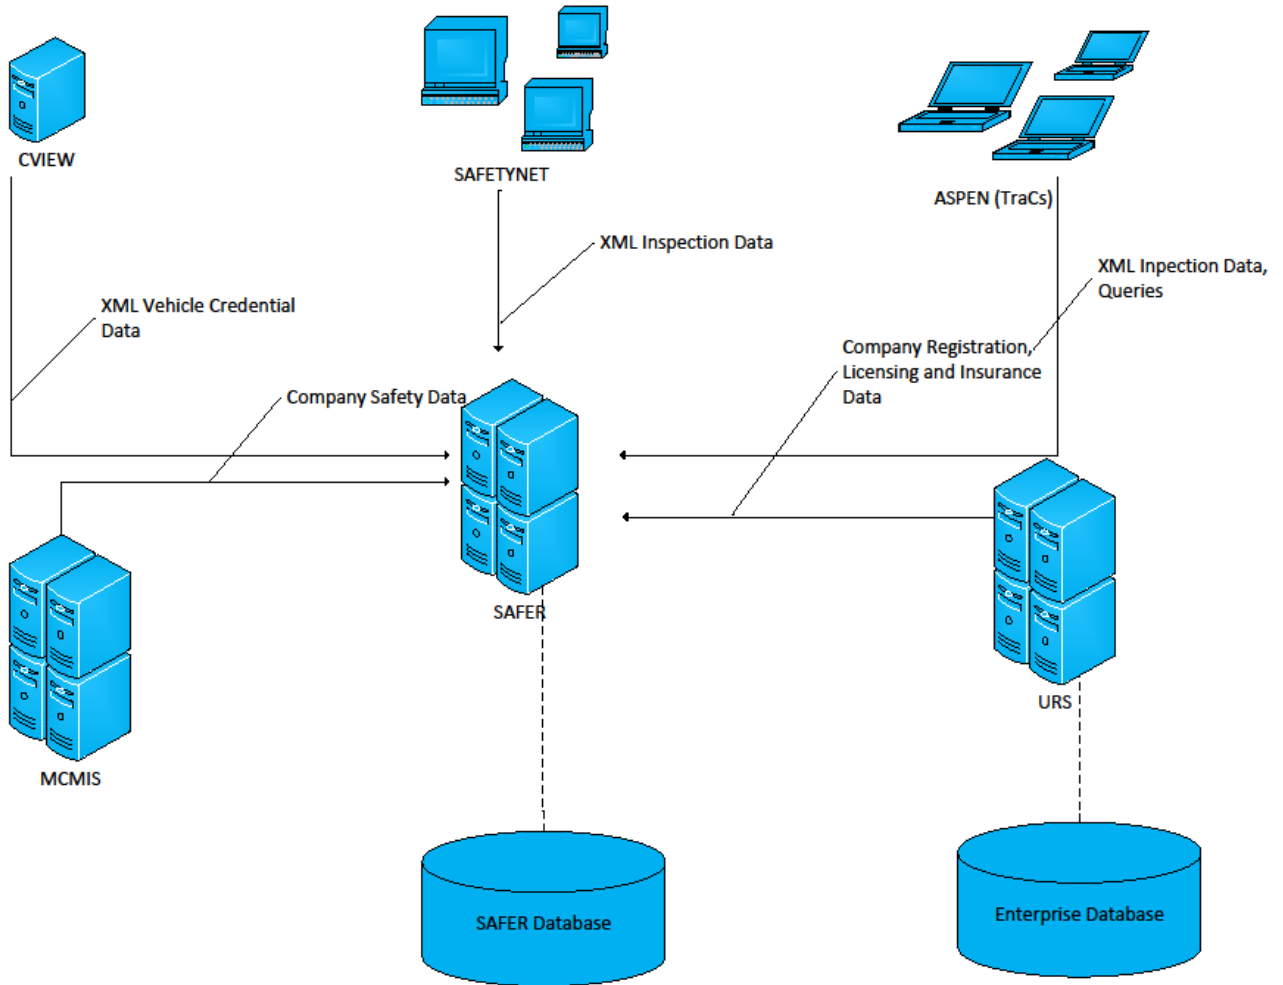 CVIEW
SAFETYNET
ASPEN (TraCs)
XML Inspection Data
XML Inpection Data,
Queries
XML Vehicle Credential
Data
Company Registration,
Licensing and Insurance
Data
Company Safety Data
SAFER
URS
MCMIS
SAFER Database
Enterprise Database